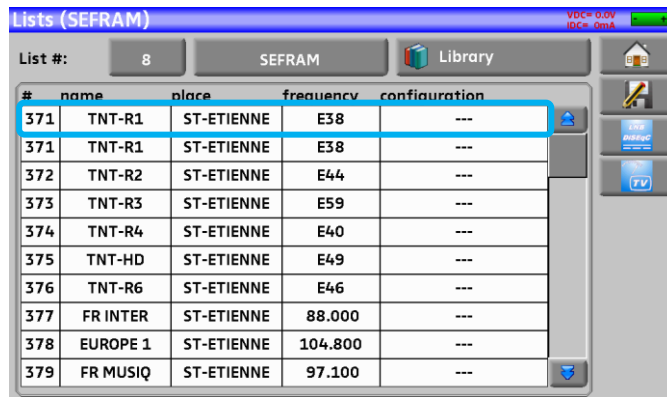 Lists (SEFRAM)
VDC= 0.0V
IDC= 0mA
- +
List #: 8 SEFRAM Library
# name place frequency configuration
371 TNT-R1 ST-ETIENNE E38 ---
371 TNT-R1 ST-ETIENNE E38 ---
372 TNT-R2 ST-ETIENNE E44 ---
373 TNT-R3 ST-ETIENNE E59 ---
374 TNT-R4 ST-ETIENNE E40 ---
375 TNT-HD ST-ETIENNE E49 ---
376 TNT-R6 ST-ETIENNE E46 ---
377 FR INTER ST-ETIENNE 88.000 ---
378 EUROPE 1 ST-ETIENNE 104.800 ---
379 FR MUSIQ ST-ETIENNE 97.100 ---
LNB
DiSEqC
TV